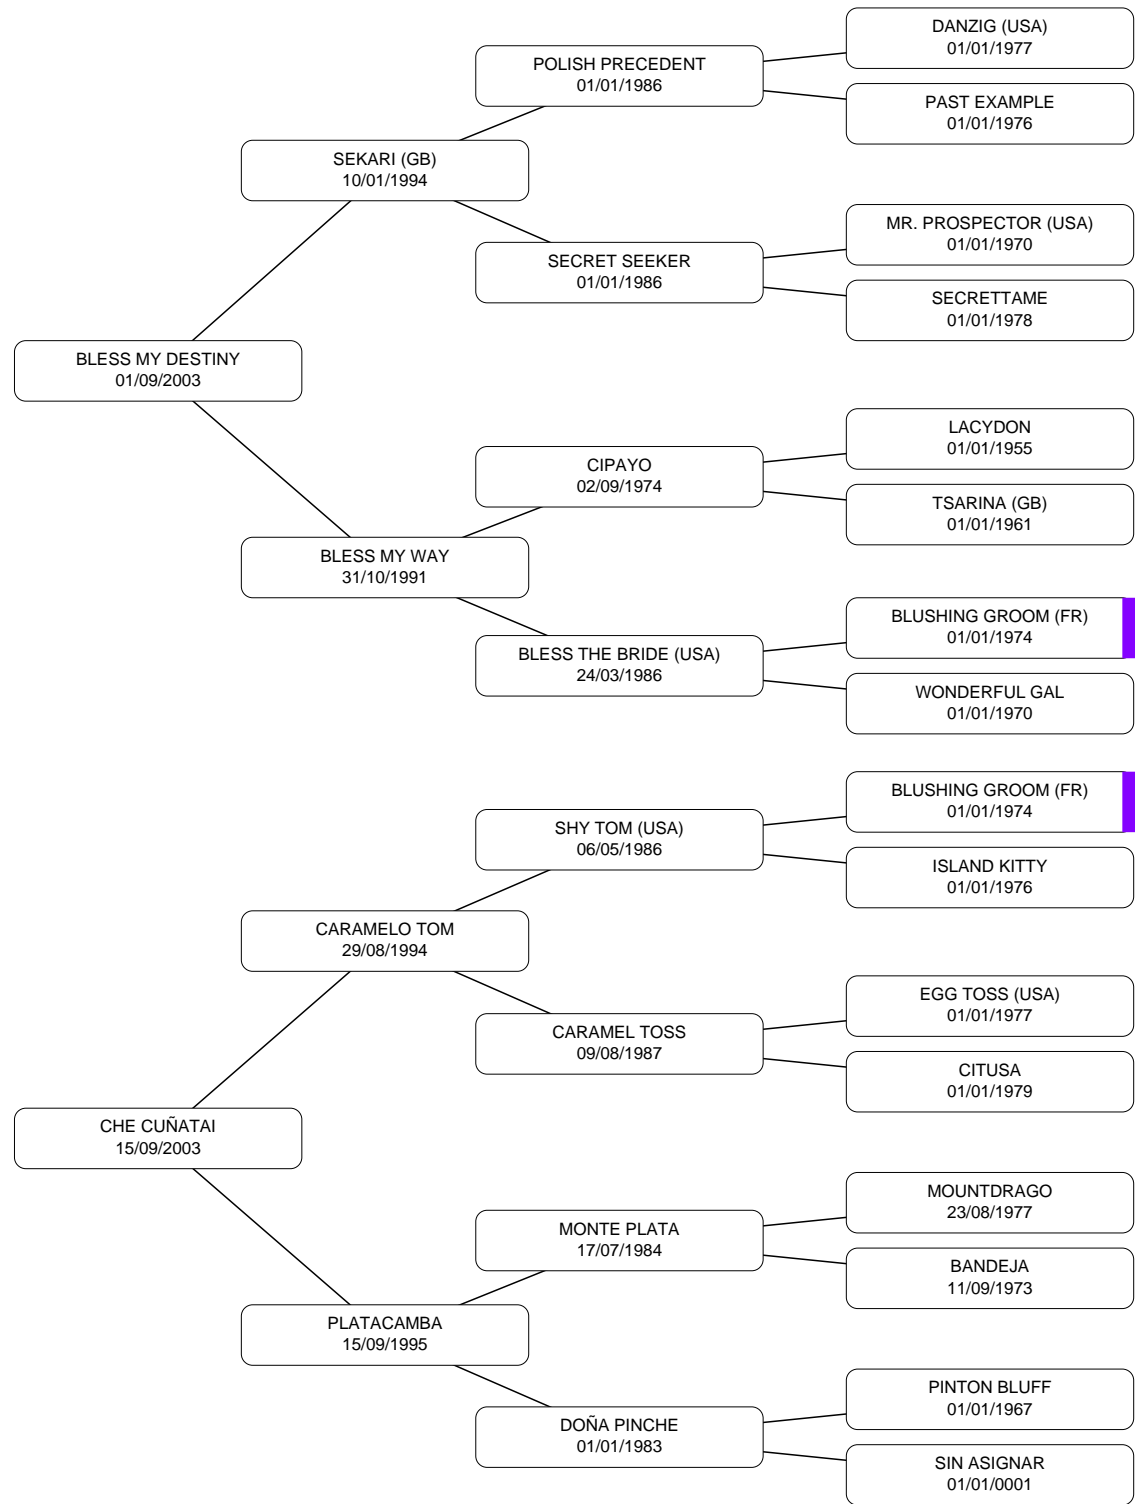 DANZIG (USA)
01/01/1977
POLISH PRECEDENT
01/01/1986
PAST EXAMPLE
01/01/1976
SEKARI (GB)
10/01/1994
MR. PROSPECTOR (USA)
01/01/1970
SECRET SEEKER
01/01/1986
SECRETTAME
01/01/1978
BLESS MY DESTINY
01/09/2003
LACYDON
01/01/1955
CIPAYO
02/09/1974
TSARINA (GB)
01/01/1961
BLESS MY WAY
31/10/1991
BLUSHING GROOM (FR)
01/01/1974
BLESS THE BRIDE (USA)
24/03/1986
WONDERFUL GAL
01/01/1970
BLUSHING GROOM (FR)
01/01/1974
SHY TOM (USA)
06/05/1986
ISLAND KITTY
01/01/1976
CARAMELO TOM
29/08/1994
EGG TOSS (USA)
01/01/1977
CARAMEL TOSS
09/08/1987
CITUSA
01/01/1979
CHE CUÑATAI
15/09/2003
MOUNTDRAGO
23/08/1977
MONTE PLATA
17/07/1984
BANDEJA
11/09/1973
PLATACAMBA
15/09/1995
PINTON BLUFF
01/01/1967
DOÑA PINCHE
01/01/1983
SIN ASIGNAR
01/01/0001